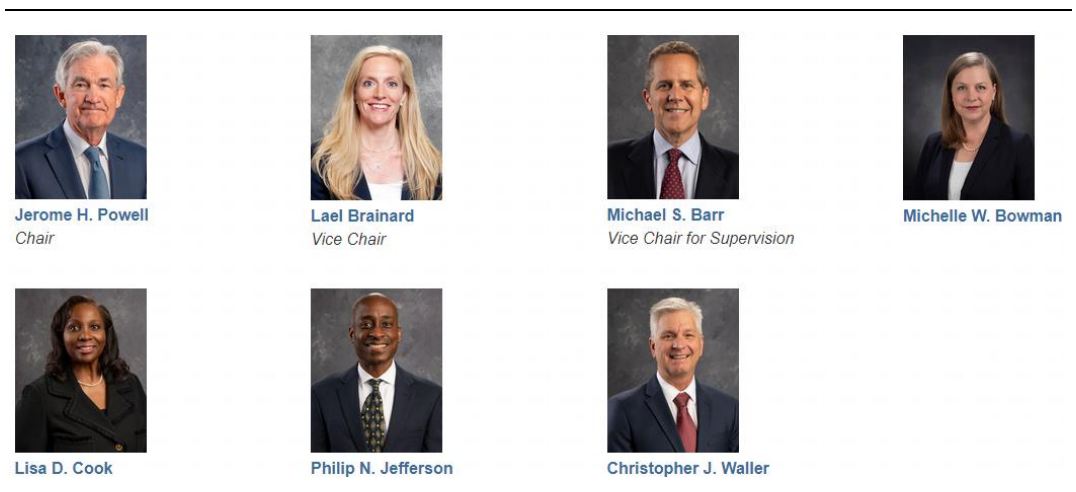 Jerome H. Powell
Chair
Lael Brainard
Vice Chair
Michael S. Barr
Vice Chair for Supervision
Michelle W. Bowman
Lisa D. Cook
Philip N. Jefferson
Christopher J. Waller